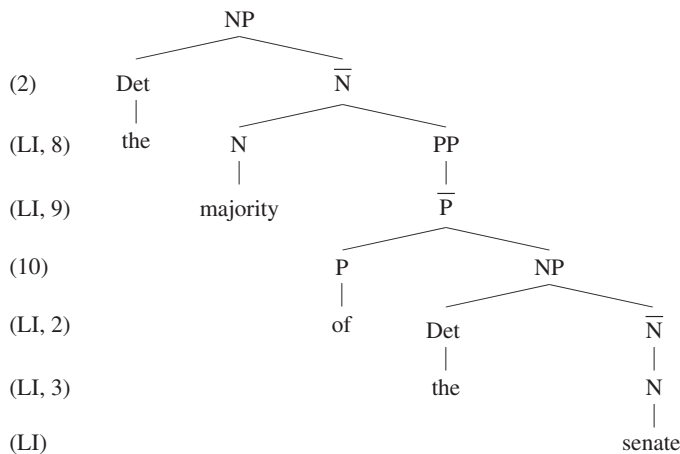 NP
(2) Det N̅
(LI, 8) the N PP
(LI, 9) majority P̅
(10) P NP
(LI, 2) of Det N̅
(LI, 3) the N
(LI) senate